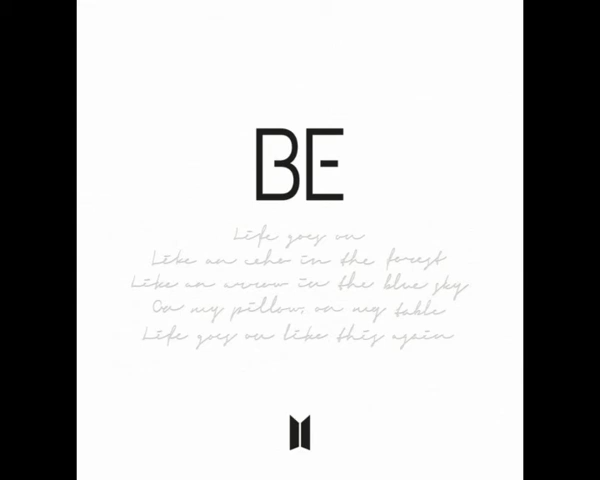 BE
Life goes on
Like an echo in the forest
Like an arrow in the blue sky
On my pillow, on my table
Life goes on like this again